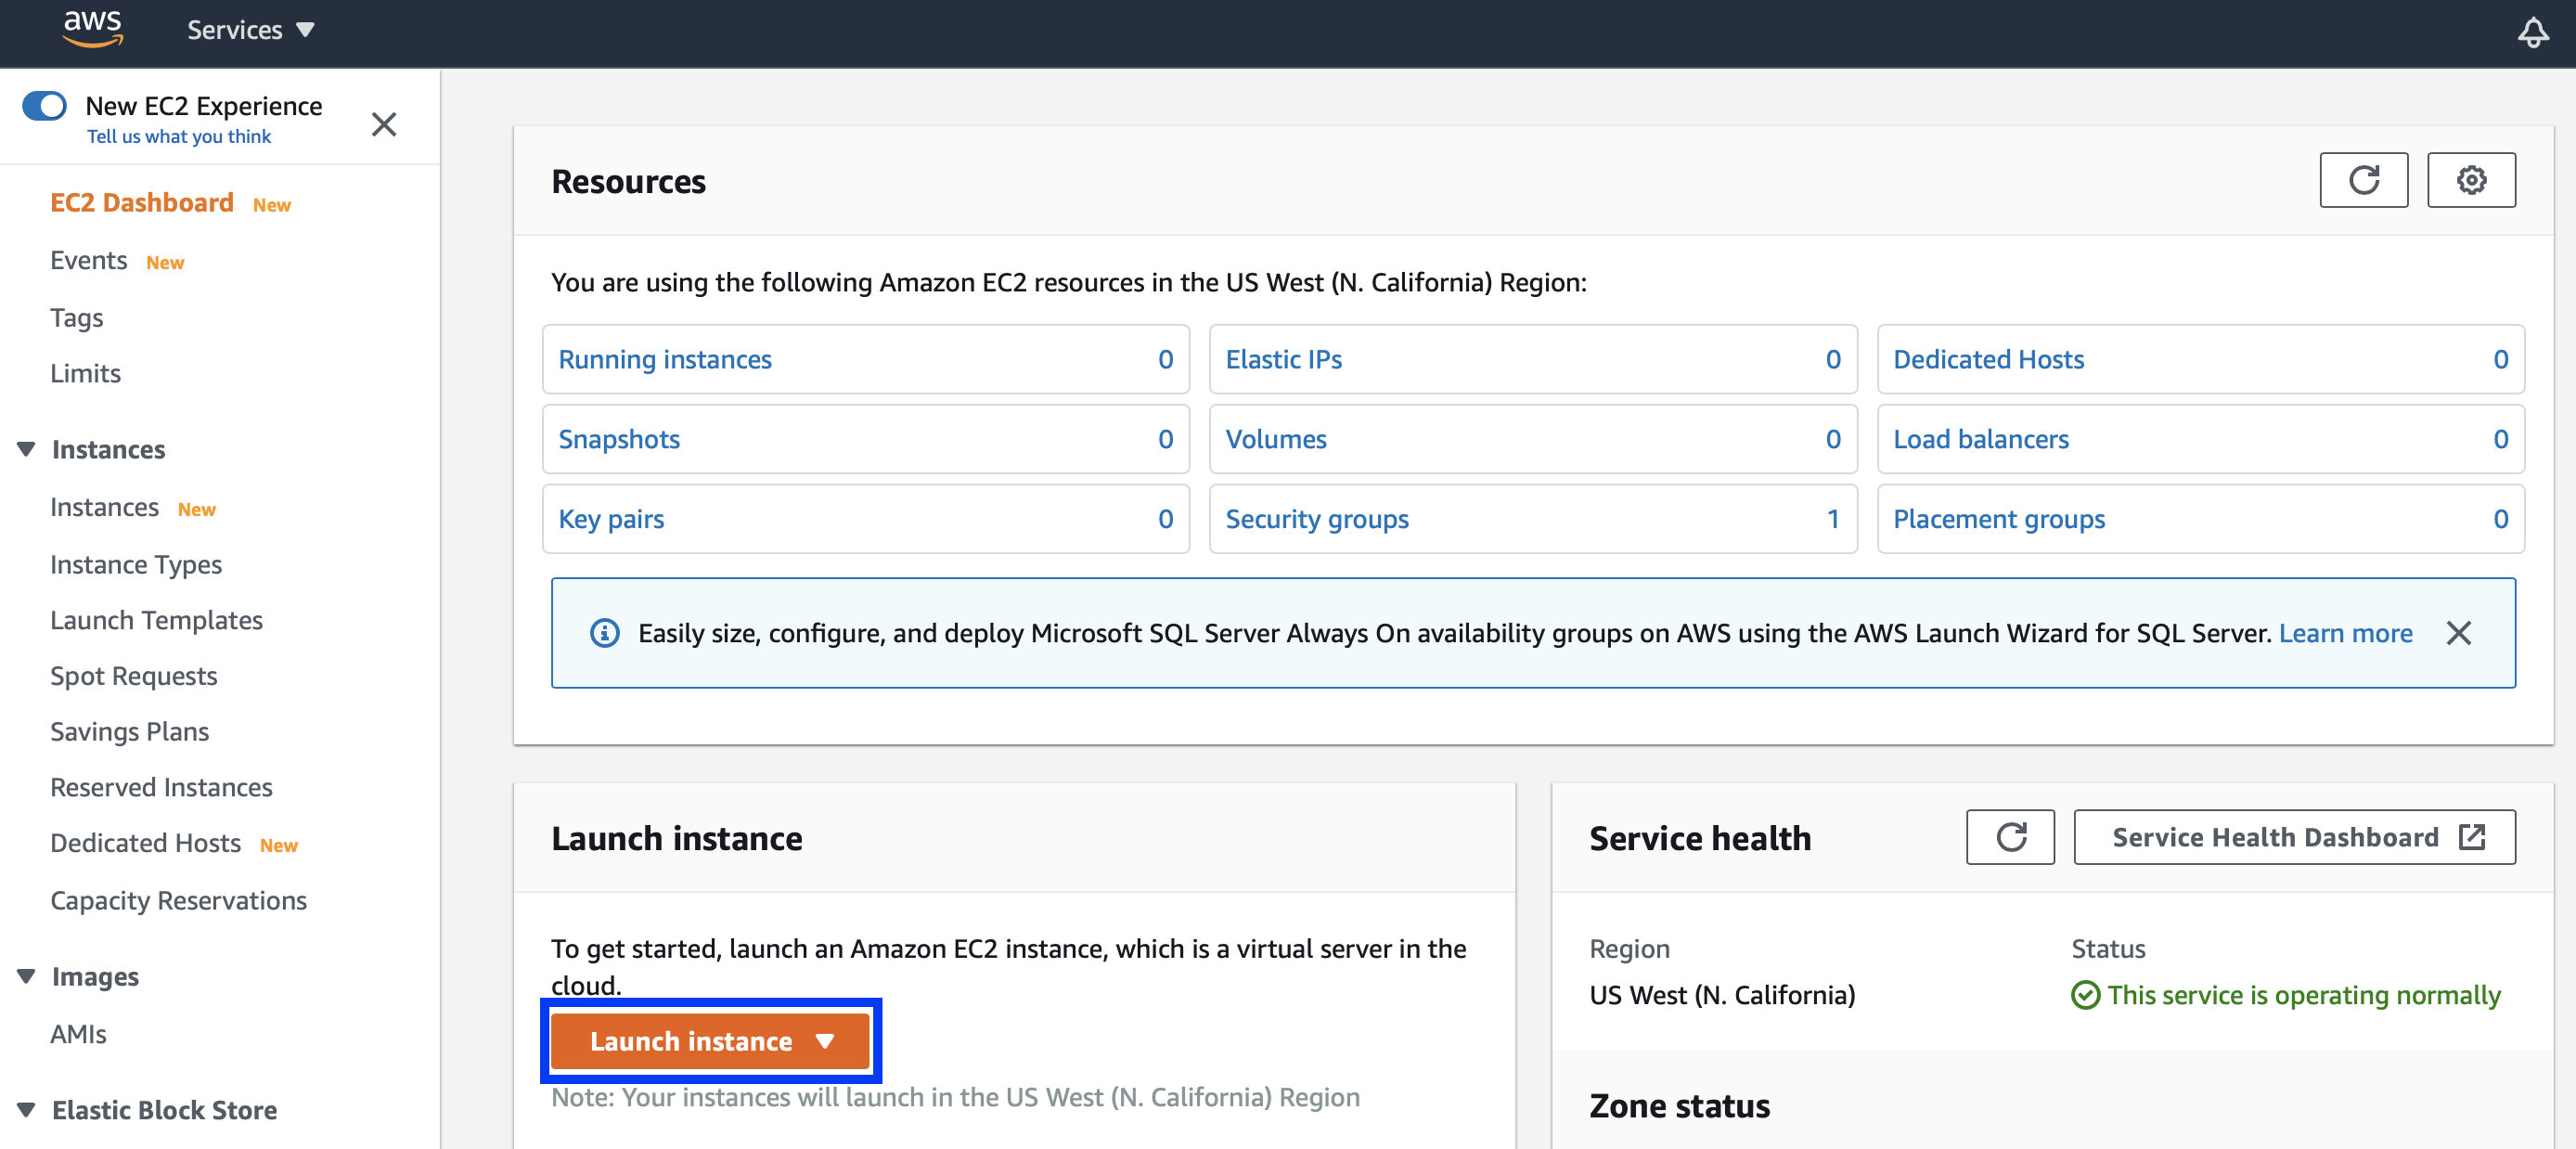 aws
Services
New EC2 Experience
Tell us what you think
EC2 Dashboard New
Events New
Tags
Limits
Instances
Instances New
Instance Types
Launch Templates
Spot Requests
Savings Plans
Reserved Instances
Dedicated Hosts New
Capacity Reservations
Images
AMIs
Elastic Block Store
Resources
You are using the following Amazon EC2 resources in the US West (N. California) Region:
Running instances 0
Elastic IPs 0
Dedicated Hosts 0
Snapshots 0
Volumes 0
Load balancers 0
Key pairs 0
Security groups 1
Placement groups 0
Easily size, configure, and deploy Microsoft SQL Server Always On availability groups on AWS using the AWS Launch Wizard for SQL Server. Learn more
Launch instance
To get started, launch an Amazon EC2 instance, which is a virtual server in the
cloud.
Launch instance
Note: Your instances will launch in the US West (N. California) Region
Service health
Service Health Dashboard
Region
US West (N. California)
Status
This service is operating normally
Zone status